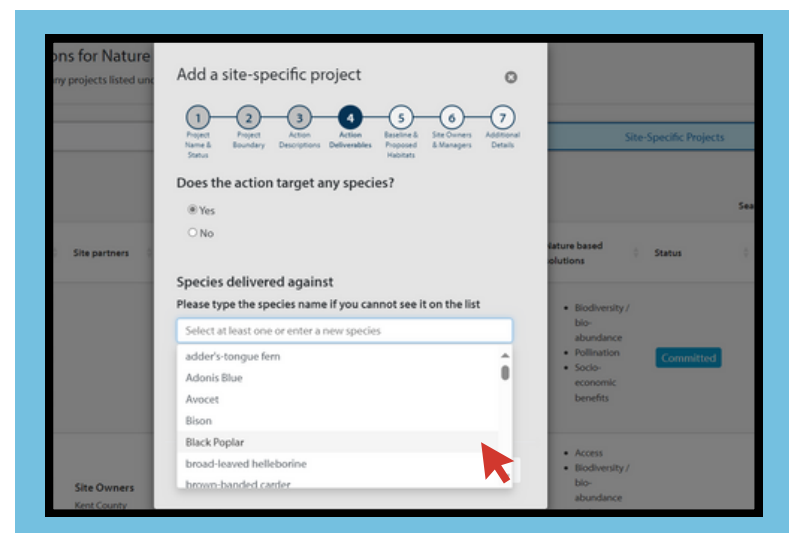 ons for Nature
ny projects listed und
Site partners
Site Owners
Kent County
Add a site-specific project
1 2 3 4 5 6 7
Project Name & Status
Project Boundary
Action Descriptions
Action Deliverables
Baseline & Proposed Habitats
Site Owners & Managers
Additional Details
Does the action target any species?
Yes
No
Species delivered against
Please type the species name if you cannot see it on the list
Select at least one or enter a new species
adder's-tongue fern
Adonis Blue
Avocet
Bison
Black Poplar
broad-leaved helleborine
brown-banded carder
Site-Specific Projects
Sea
Nature based
solutions
Status
Biodiversity /
bio-
abundance
Pollination
Socio-
economic
benefits
Committed
Access
Biodiversity /
bio-
abundance